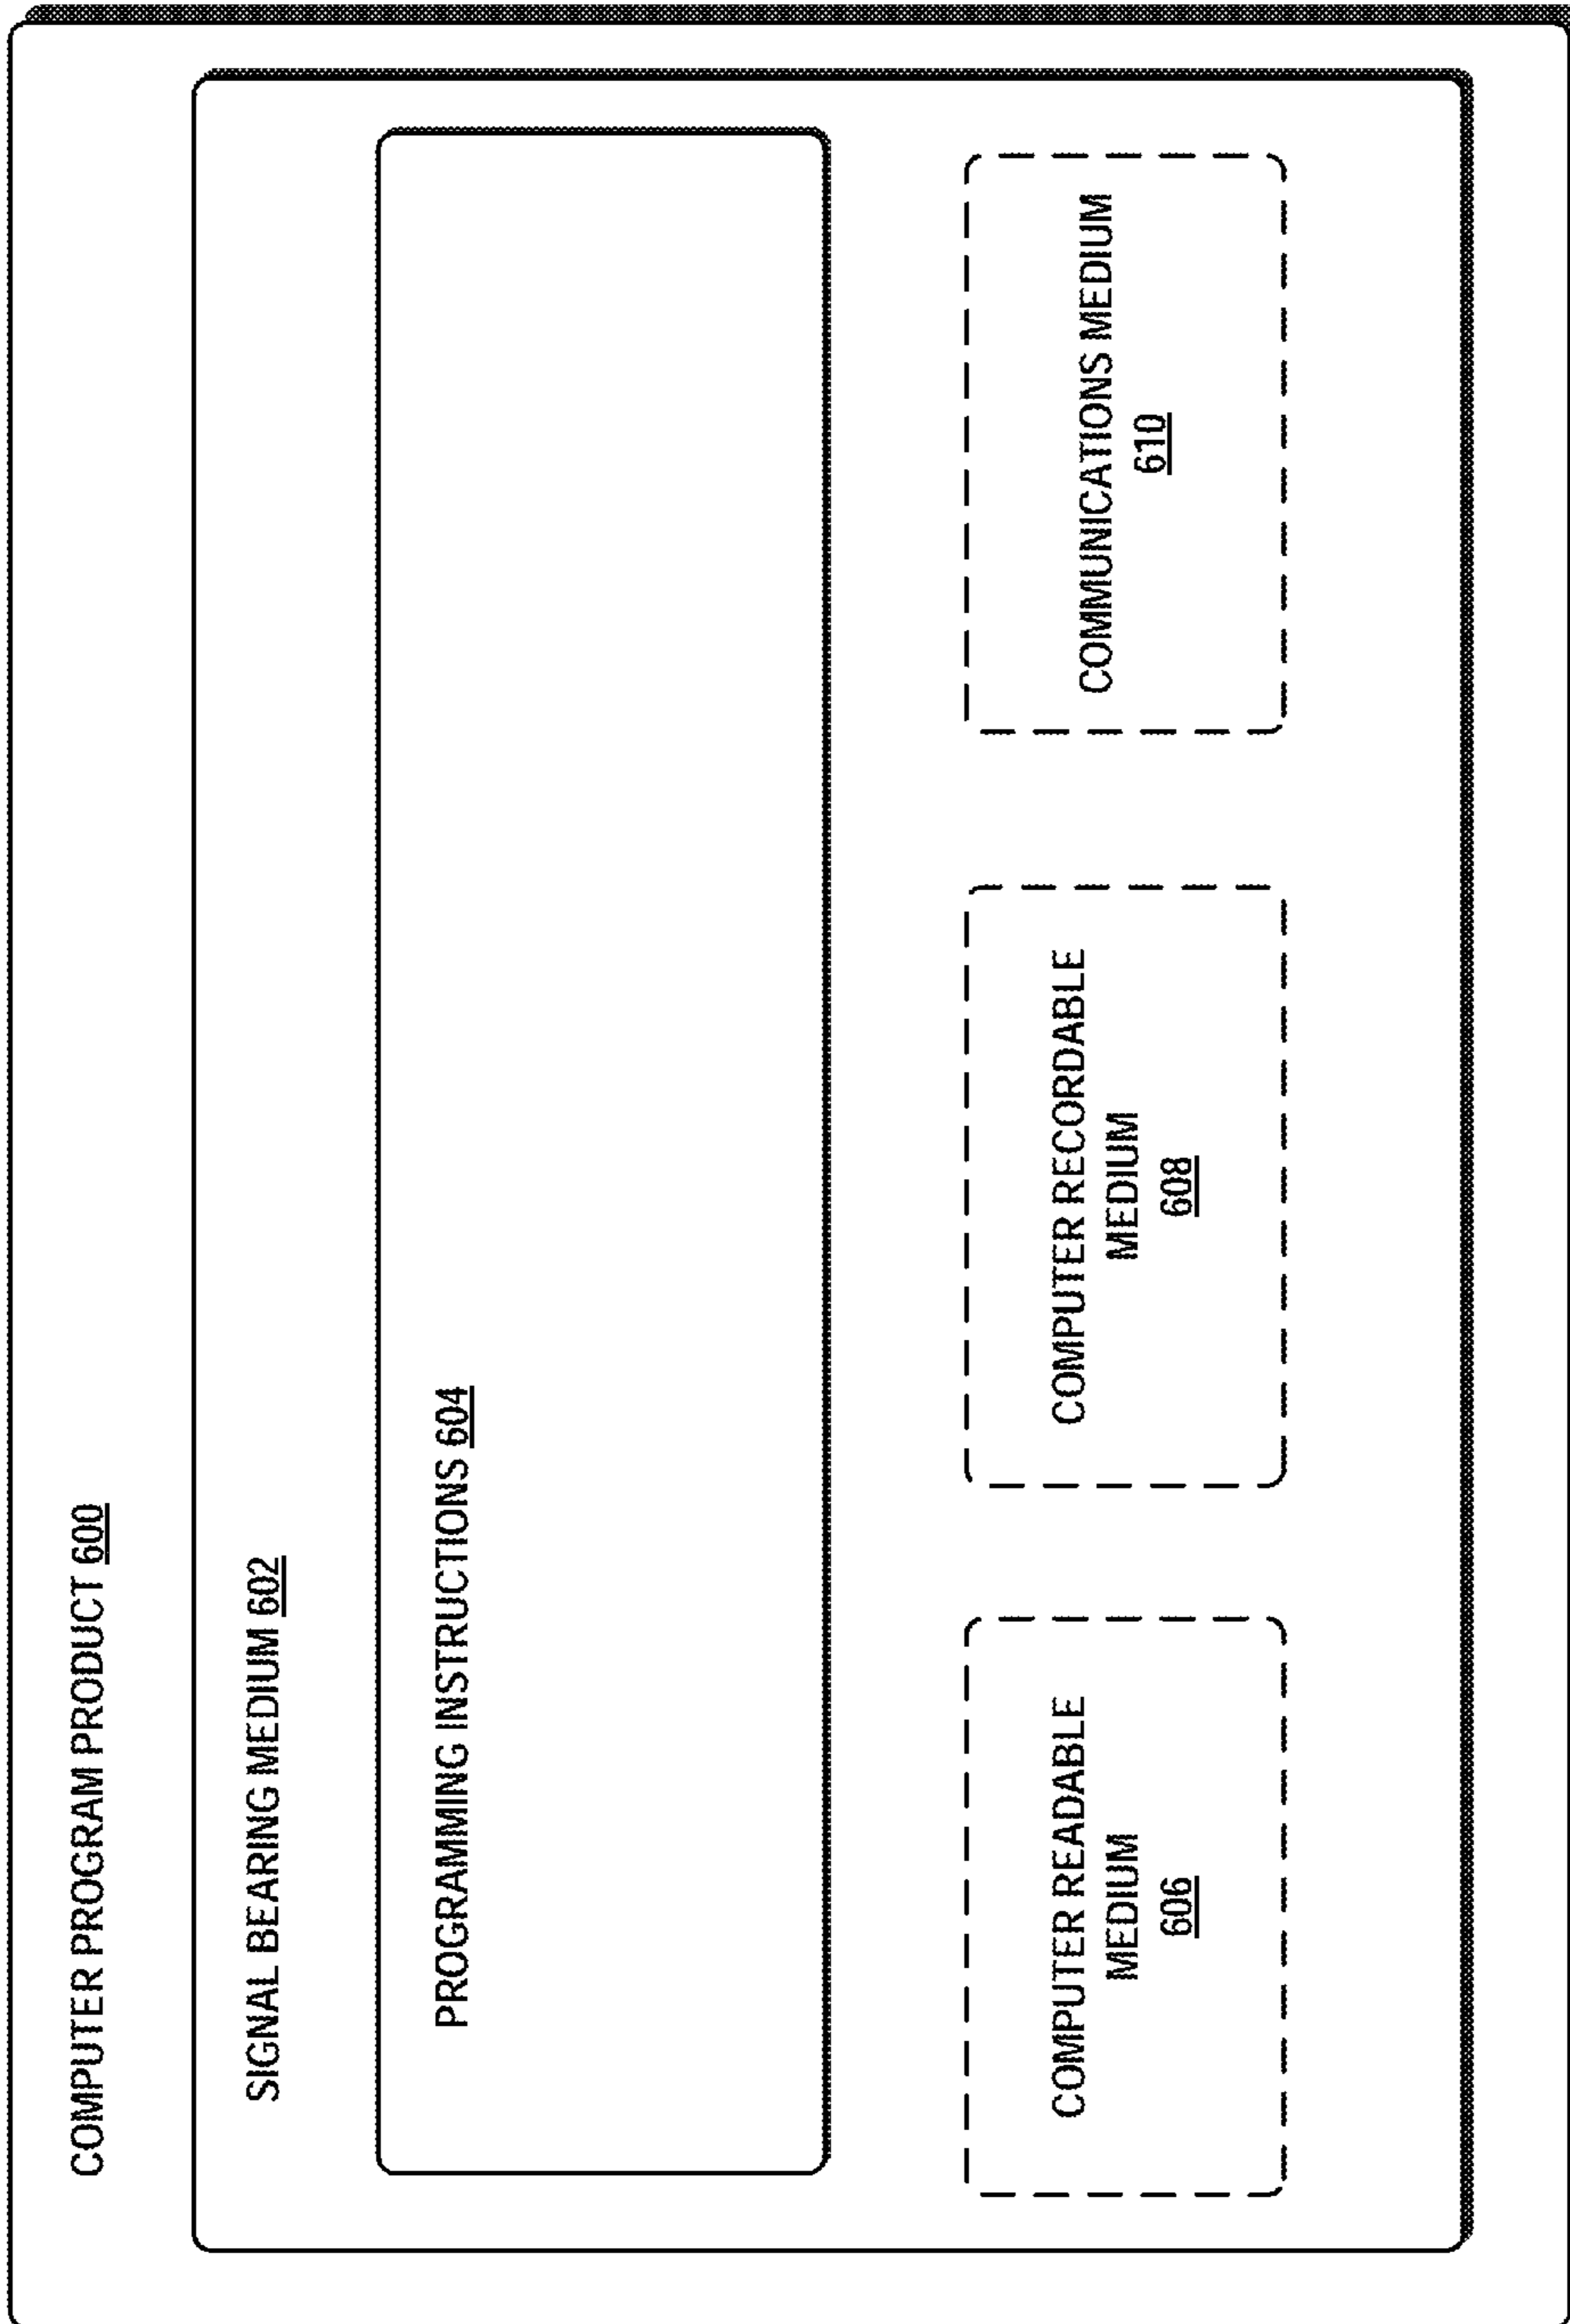 COMPUTER PROGRAM PRODUCT 600
SIGNAL BEARING MEDIUM 602
PROGRAMMING INSTRUCTIONS 604
COMPUTER READABLE
MEDIUM
606
COMPUTER RECORDABLE
MEDIUM
608
COMMUNICATIONS MEDIUM
610